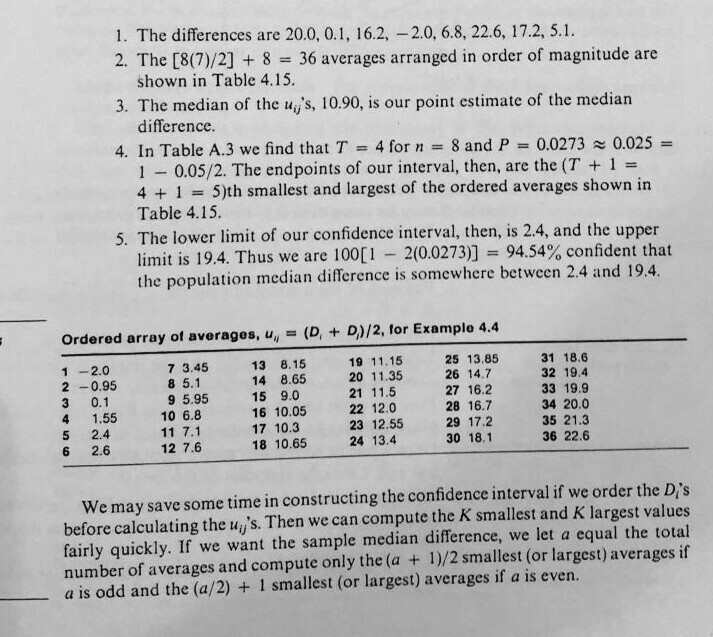 1. The differences are 20.0, 0.1, 16.2, −2.0, 6.8, 22.6, 17.2, 5.1.
2. The [8(7)/2] + 8 = 36 averages arranged in order of magnitude are
shown in Table 4.15.
3. The median of the uᵢⱼ's, 10.90, is our point estimate of the median
difference.
4. In Table A.3 we find that T = 4 for n = 8 and P = 0.0273 ≈ 0.025 =
1 − 0.05/2. The endpoints of our interval, then, are the (T + 1 =
4 + 1 = 5)th smallest and largest of the ordered averages shown in
Table 4.15.
5. The lower limit of our confidence interval, then, is 2.4, and the upper
limit is 19.4. Thus we are 100[1 − 2(0.0273)] = 94.54% confident that
the population median difference is somewhere between 2.4 and 19.4.
Ordered array of averages, uᵢⱼ = (Dᵢ + Dⱼ)/2, for Example 4.4
1 −2.0 7 3.45 13 8.15 19 11.15 25 13.85 31 18.6
2 −0.95 8 5.1 14 8.65 20 11.35 26 14.7 32 19.4
3 0.1 9 5.95 15 9.0 21 11.5 27 16.2 33 19.9
4 1.55 10 6.8 16 10.05 22 12.0 28 16.7 34 20.0
5 2.4 11 7.1 17 10.3 23 12.55 29 17.2 35 21.3
6 2.6 12 7.6 18 10.65 24 13.4 30 18.1 36 22.6
We may save some time in constructing the confidence interval if we order the Dᵢ's
before calculating the uᵢⱼ's. Then we can compute the K smallest and K largest values
fairly quickly. If we want the sample median difference, we let a equal the total
number of averages and compute only the (a + 1)/2 smallest (or largest) averages if
a is odd and the (a/2) + 1 smallest (or largest) averages if a is even.